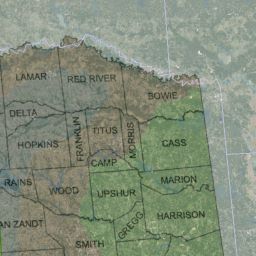 LAMAR
RED RIVER
BOWIE
DELTA
FRANKLIN
TITUS
MORRIS
HOPKINS
CASS
CAMP
RAINS
WOOD
UPSHUR
MARION
AN ZANDT
GREGG
HARRISON
SMITH